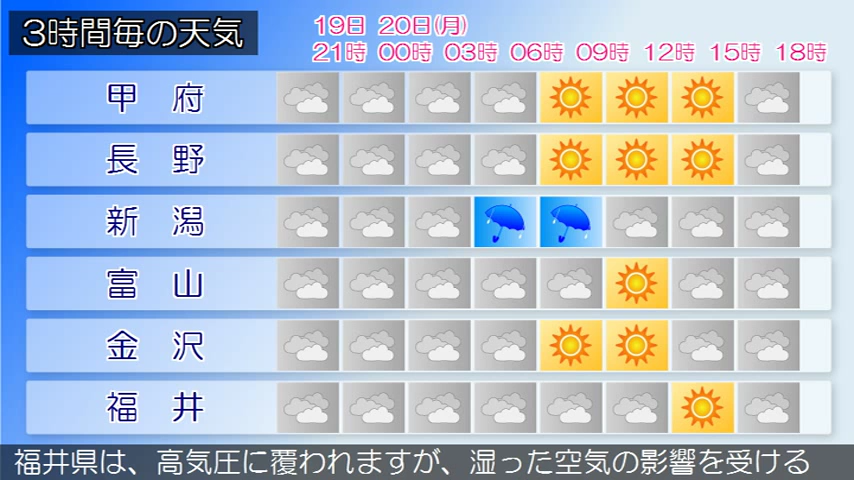 3時間毎の天気
19日 20日(月)
21時 00時 03時 06時 09時 12時 15時 18時
甲 府
長 野
新 潟
富 山
金 沢
福 井
福井県は、高気圧に覆われますが、湿った空気の影響を受ける